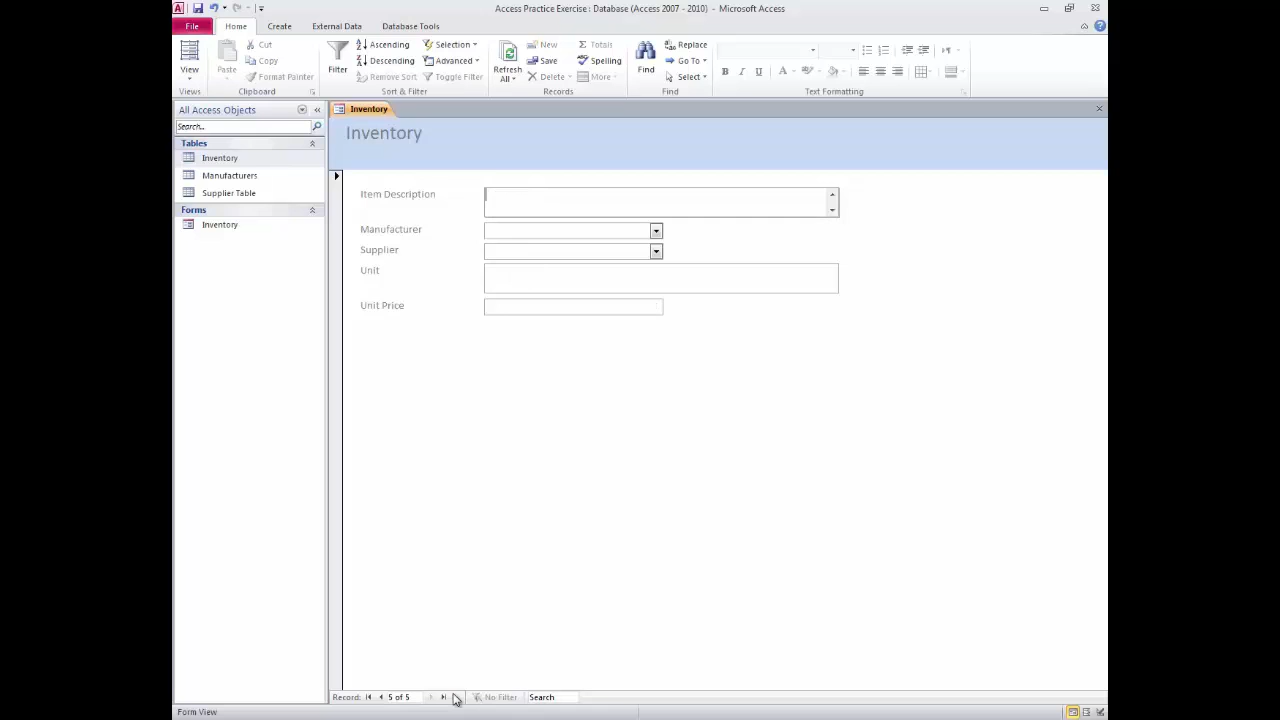 Access Practice Exercise : Database (Access 2007 - 2010) - Microsoft Access
File Home Create External Data Database Tools
View
Views
Paste
Cut
Copy
Format Painter
Clipboard
Filter
Ascending
Descending
Remove Sort
Selection
Advanced
Toggle Filter
Sort & Filter
Refresh
All
New
Save
Delete
Totals
Spelling
More
Records
Find
Replace
Go To
Select
Find
B I U A
Text Formatting
All Access Objects
Search...
Tables
Inventory
Manufacturers
Supplier Table
Forms
Inventory
Inventory
Inventory
Item Description
Manufacturer
Supplier
Unit
Unit Price
Record: 5 of 5 No Filter Search
Form View